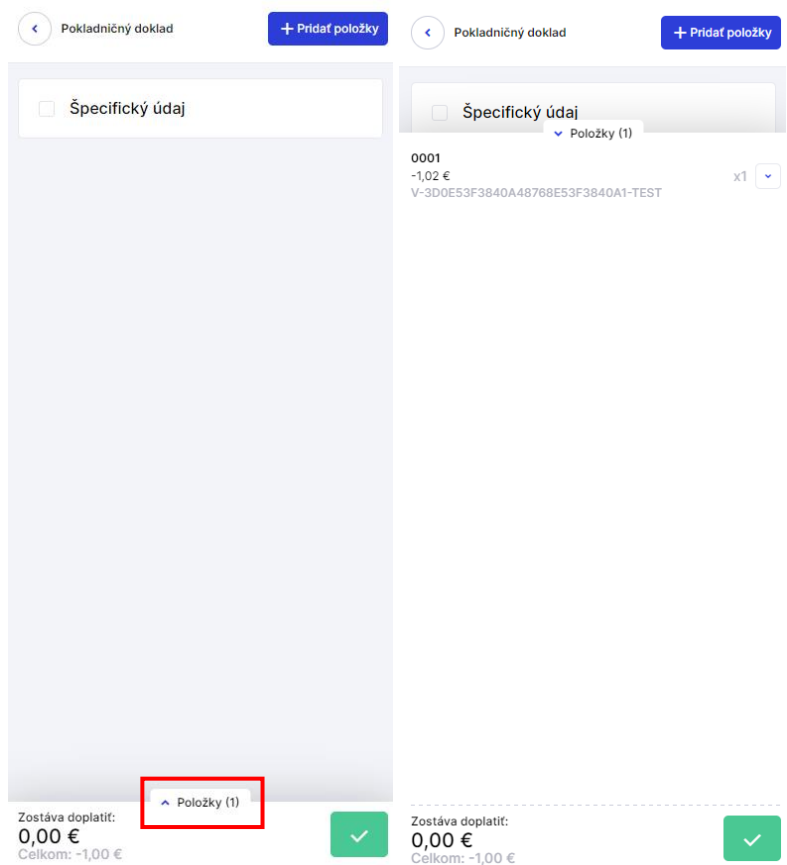 Pokladničný doklad
+ Pridať položky
Špecifický údaj
Položky (1)
Zostáva doplatiť:
0,00 €
Celkom: -1,00 €
Pokladničný doklad
+ Pridať položky
Špecifický údaj
Položky (1)
0001
-1,02 €
x1
V-3D0E53F3840A48768E53F3840A1-TEST
Zostáva doplatiť:
0,00 €
Celkom: -1,00 €